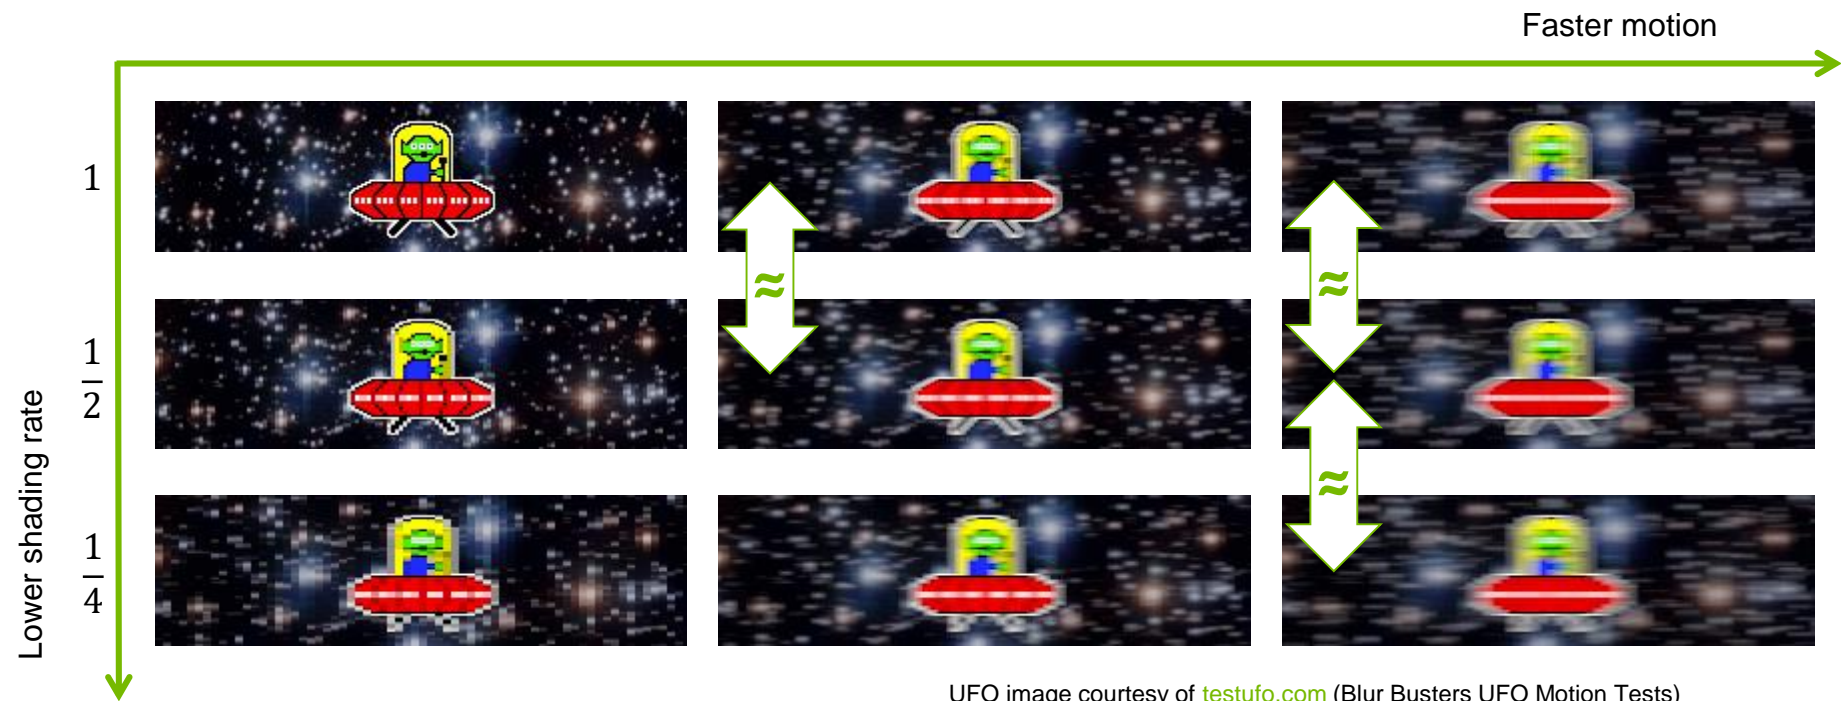 Faster motion
1
≈
≈
1
2
Lower shading rate
≈
1
4
UFO image courtesy of testufo.com (Blur Busters UFO Motion Tests)